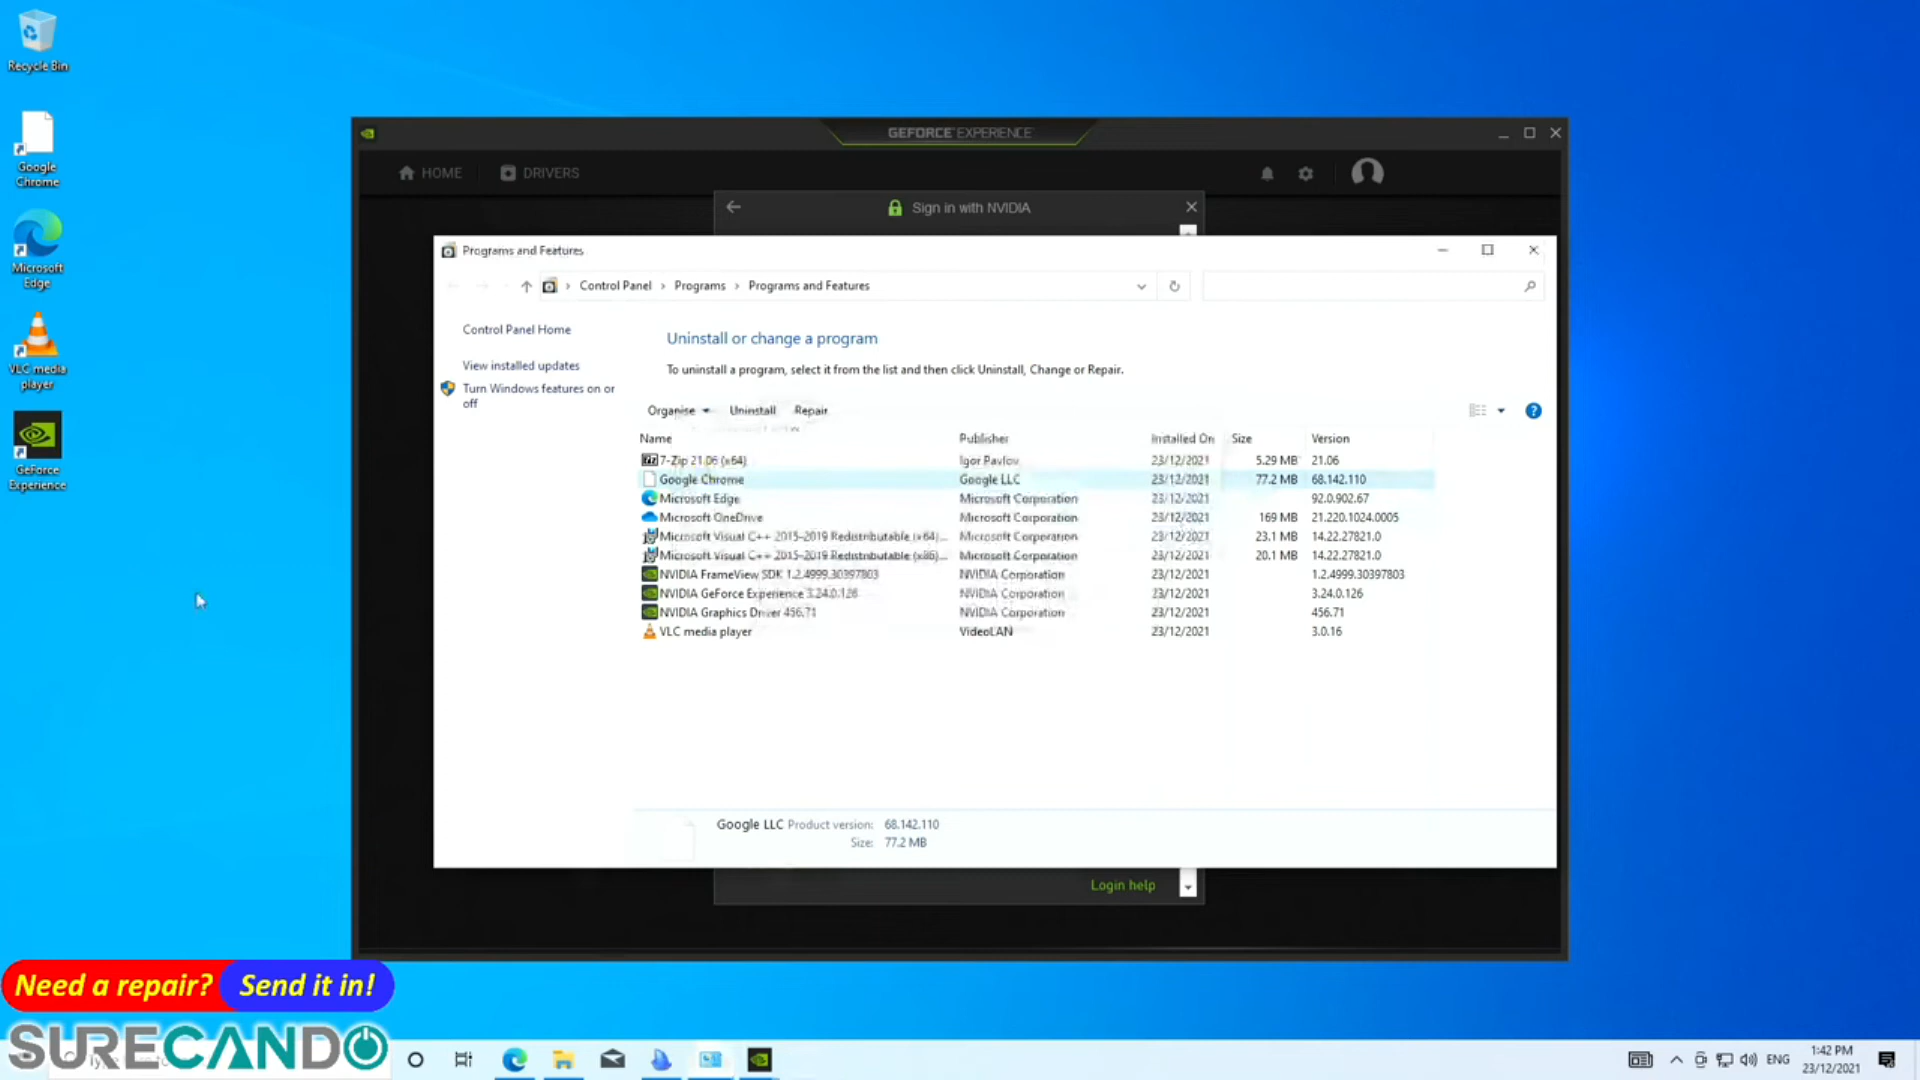 Recycle Bin
Google
Chrome
Microsoft
Edge
VLC media
player
GeForce
Experience
GEFORCE EXPERIENCE
HOME
DRIVERS
Sign in with NVIDIA
Programs and Features
Control Panel › Programs › Programs and Features
Control Panel Home
View installed updates
Turn Windows features on or
off
Uninstall or change a program
To uninstall a program, select it from the list and then click Uninstall, Change or Repair.
Organise Uninstall Repair
Name Publisher Installed On Size Version
7-Zip 21.06 (x64) Igor Pavlov 23/12/2021 5.29 MB 21.06
Google Chrome Google LLC 23/12/2021 77.2 MB 68.142.110
Microsoft Edge Microsoft Corporation 23/12/2021 92.0.902.67
Microsoft OneDrive Microsoft Corporation 23/12/2021 169 MB 21.220.1024.0005
Microsoft Visual C++ 2015-2019 Redistributable (x64)... Microsoft Corporation 23/12/2021 23.1 MB 14.22.27821.0
Microsoft Visual C++ 2015-2019 Redistributable (x86)... Microsoft Corporation 23/12/2021 20.1 MB 14.22.27821.0
NVIDIA FrameView SDK 1.2.4999.30397803 NVIDIA Corporation 23/12/2021 1.2.4999.30397803
NVIDIA GeForce Experience 3.24.0.126 NVIDIA Corporation 23/12/2021 3.24.0.126
NVIDIA Graphics Driver 456.71 NVIDIA Corporation 23/12/2021 456.71
VLC media player VideoLAN 23/12/2021 3.0.16
Google LLC Product version: 68.142.110
Size: 77.2 MB
Login help
Need a repair? Send it in!
SURECANDO
ENG
1:42 PM
23/12/2021